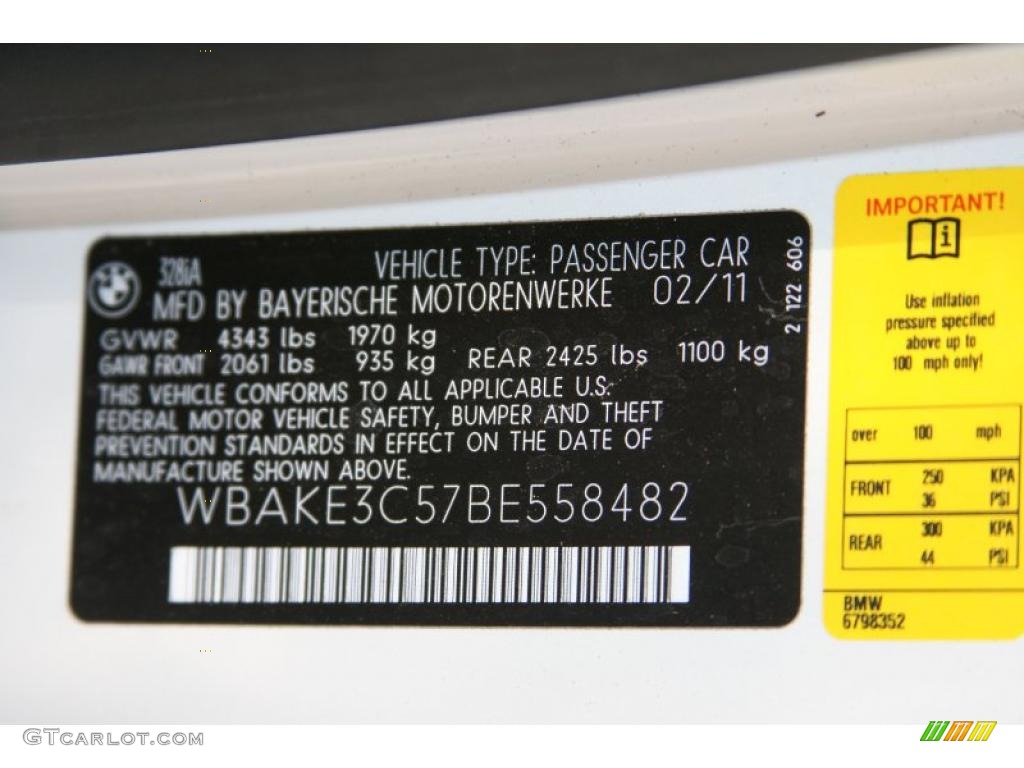 328iA
VEHICLE TYPE: PASSENGER CAR
MFD BY BAYERISCHE MOTORENWERKE 02/11
GVWR 4343 lbs 1970 kg
GAWR FRONT 2061 lbs 935 kg REAR 2425 lbs 1100 kg
THIS VEHICLE CONFORMS TO ALL APPLICABLE U.S.
FEDERAL MOTOR VEHICLE SAFETY, BUMPER AND THEFT
PREVENTION STANDARDS IN EFFECT ON THE DATE OF
MANUFACTURE SHOWN ABOVE.
WBAKE3C57BE558482
2 122 606
IMPORTANT!
i
Use inflation
pressure specified
above up to
100 mph only!
over 100 mph
FRONT 250 KPA
36 PSI
REAR 300 KPA
44 PSI
BMW
6798352
GTCARLOT.COM